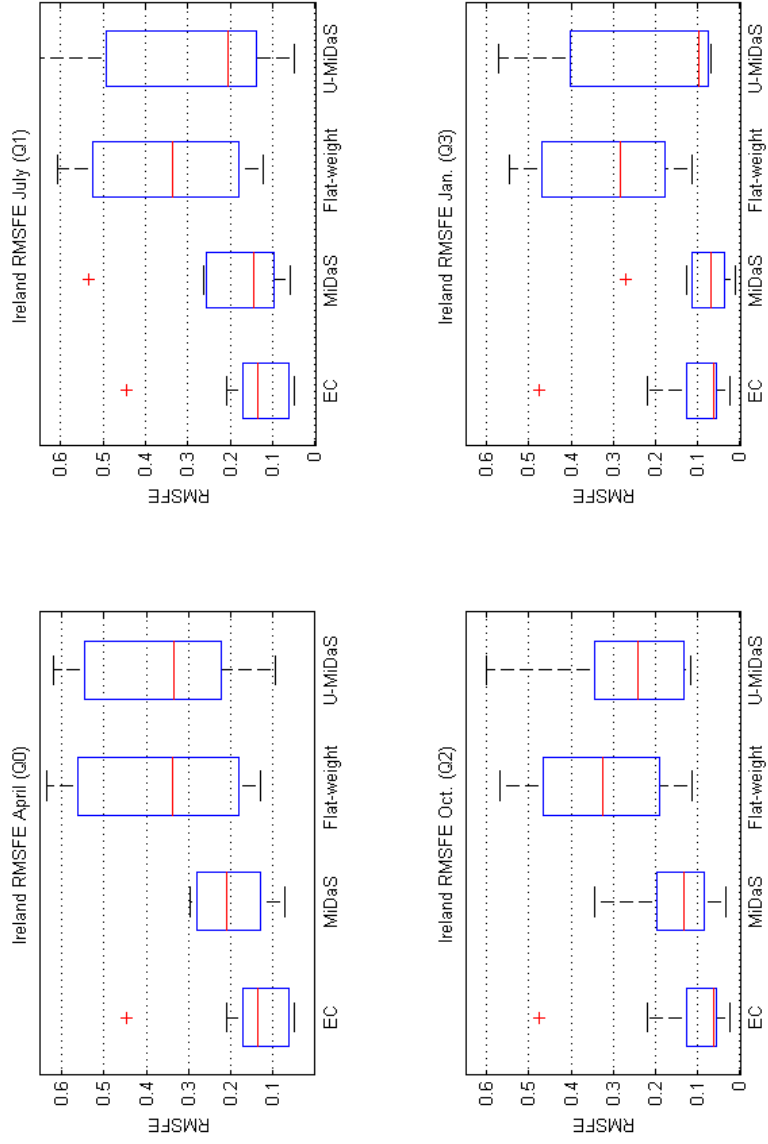 Ireland RMSFE April (Q0)
0.6
0.5
0.4
0.3
0.2
0.1
RMSFE
EC
MiDaS
Flat-weight
U-MiDaS
Ireland RMSFE July (Q1)
0.6
0.5
0.4
0.3
0.2
0.1
0
RMSFE
EC
MiDaS
Flat-weight
U-MiDaS
Ireland RMSFE Oct. (Q2)
0.6
0.5
0.4
0.3
0.2
0.1
0
RMSFE
EC
MiDaS
Flat-weight
U-MiDaS
Ireland RMSFE Jan. (Q3)
0.6
0.5
0.4
0.3
0.2
0.1
0
RMSFE
EC
MiDaS
Flat-weight
U-MiDaS